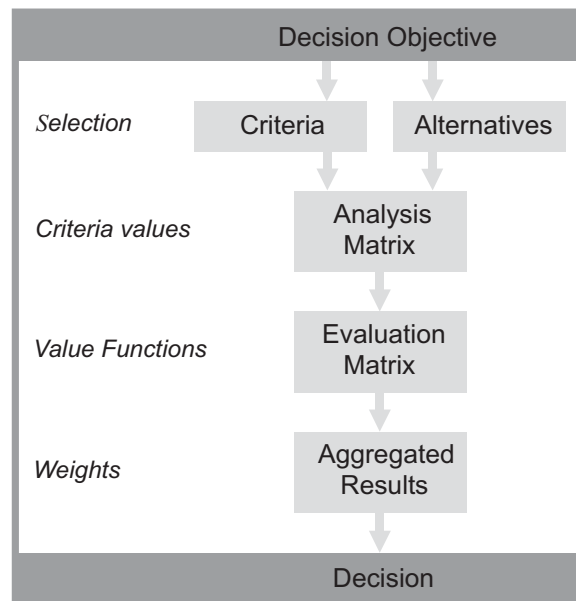 Decision Objective
Selection
Criteria
Alternatives
Criteria values
Analysis
Matrix
Value Functions
Evaluation
Matrix
Weights
Aggregated
Results
Decision